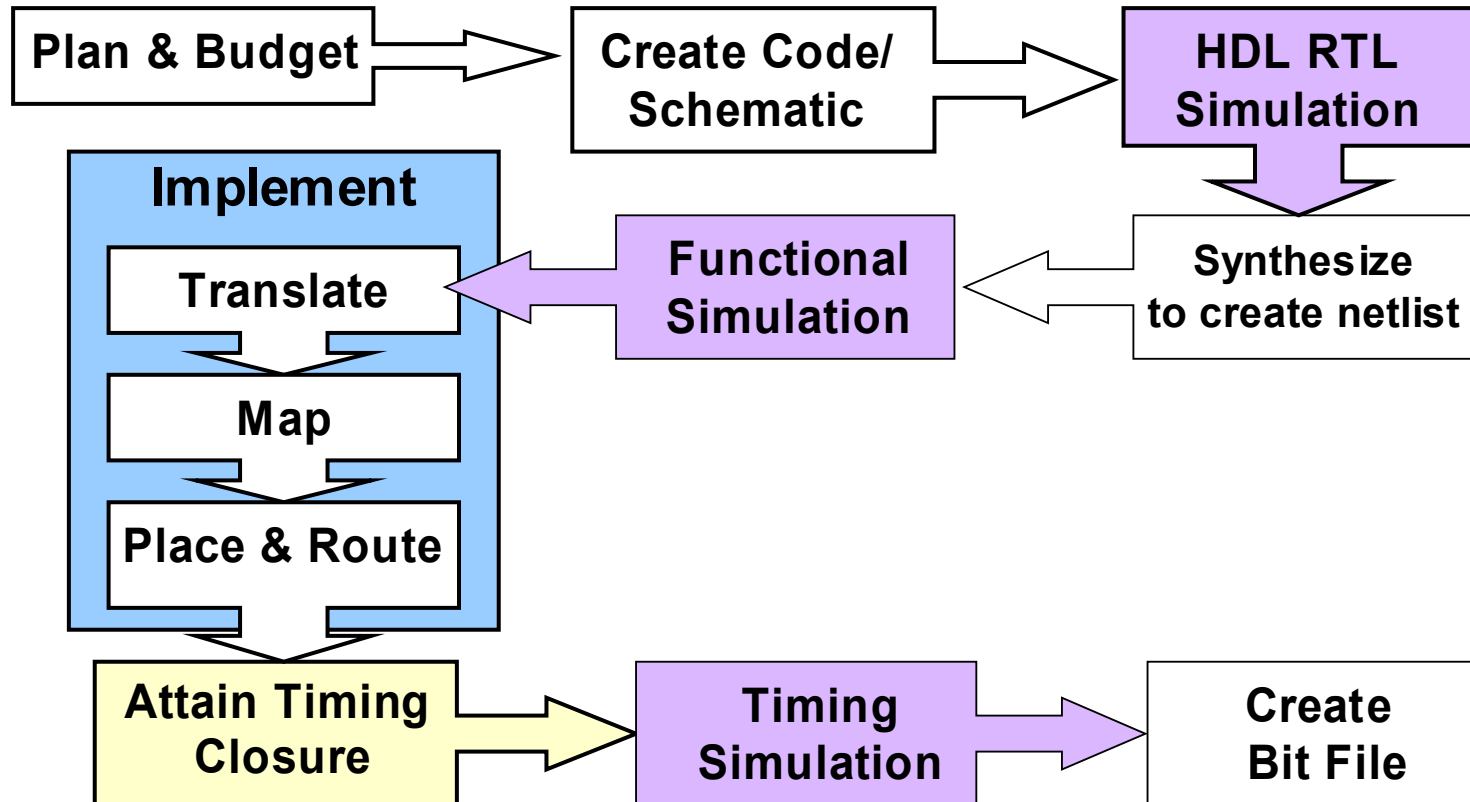 Plan & Budget
Create Code/
Schematic
HDL RTL
Simulation
Synthesize
to create netlist
Functional
Simulation
Implement
Translate
Map
Place & Route
Attain Timing
Closure
Timing
Simulation
Create
Bit File